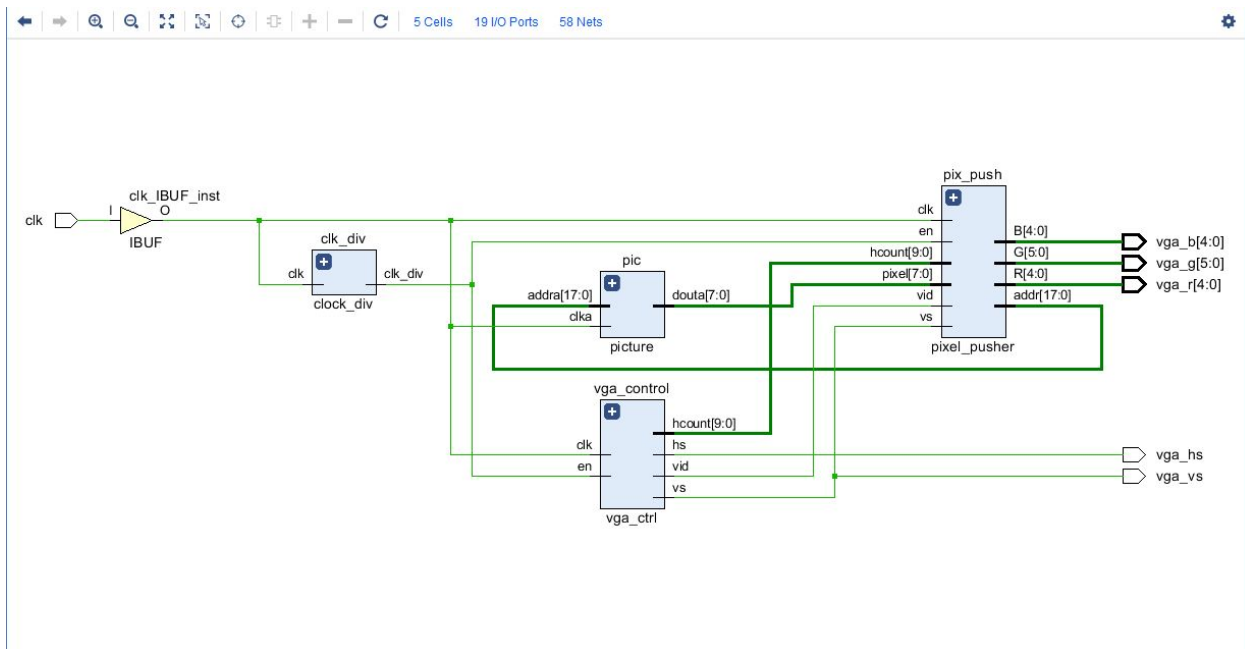 5 Cells 19 I/O Ports 58 Nets
pix_push
clk_IBUF_inst
clk
I
O
IBUF
clk
en
hcount[9:0]
pixel[7:0]
vid
vs
B[4:0]
G[5:0]
R[4:0]
addr[17:0]
pixel_pusher
vga_b[4:0]
vga_g[5:0]
vga_r[4:0]
clk_div
clk
clk_div
clock_div
pic
addra[17:0]
clka
douta[7:0]
picture
vga_control
clk
en
hcount[9:0]
hs
vid
vs
vga_ctrl
vga_hs
vga_vs